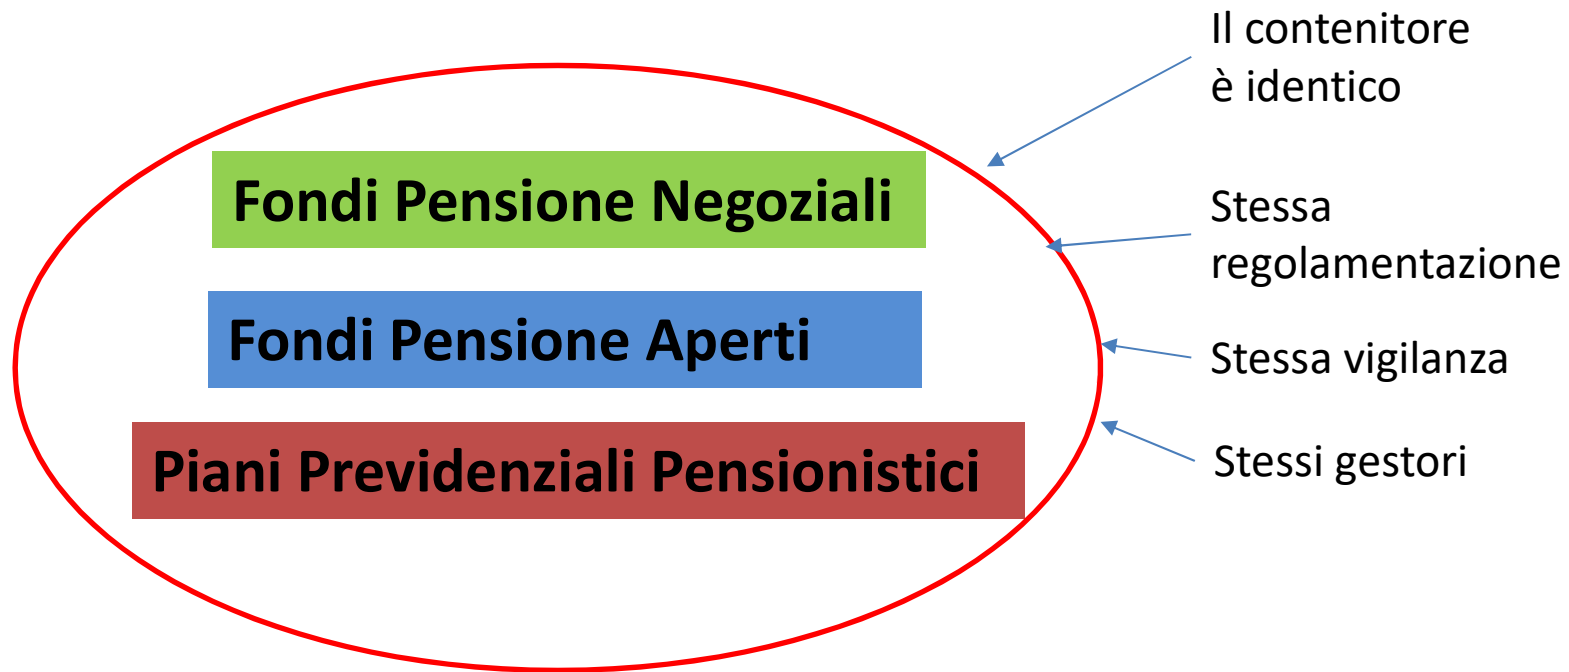 Il contenitore
è identico
Fondi Pensione Negoziali
Stessa
regolamentazione
Fondi Pensione Aperti
Stessa vigilanza
Piani Previdenziali Pensionistici
Stessi gestori